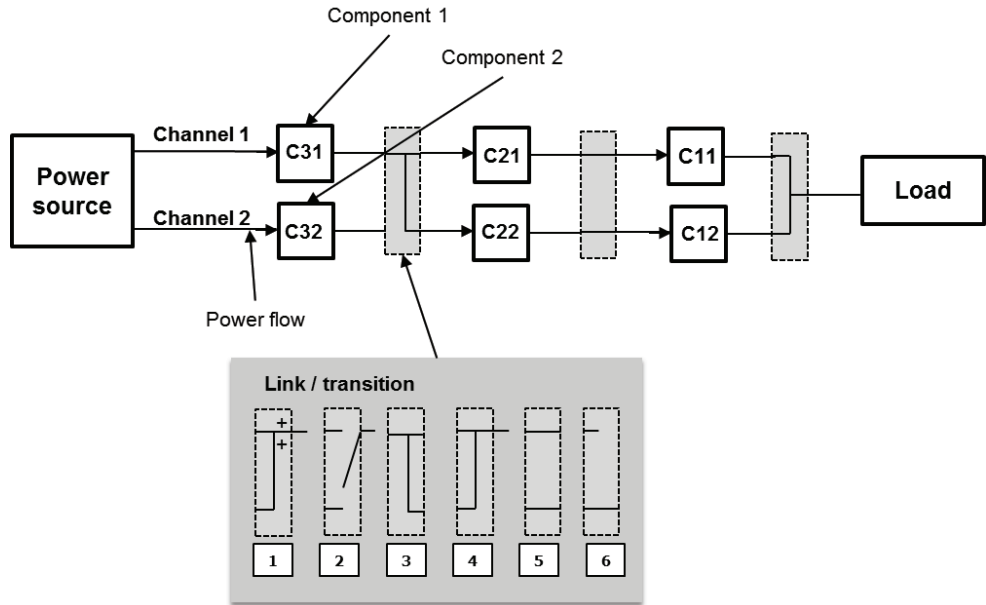 Component 1
Component 2
Channel 1
C31
C21
C11
Power
source
Load
Channel 2
C32
C22
C12
Power flow
Link / transition
+
+
1 2 3 4 5 6